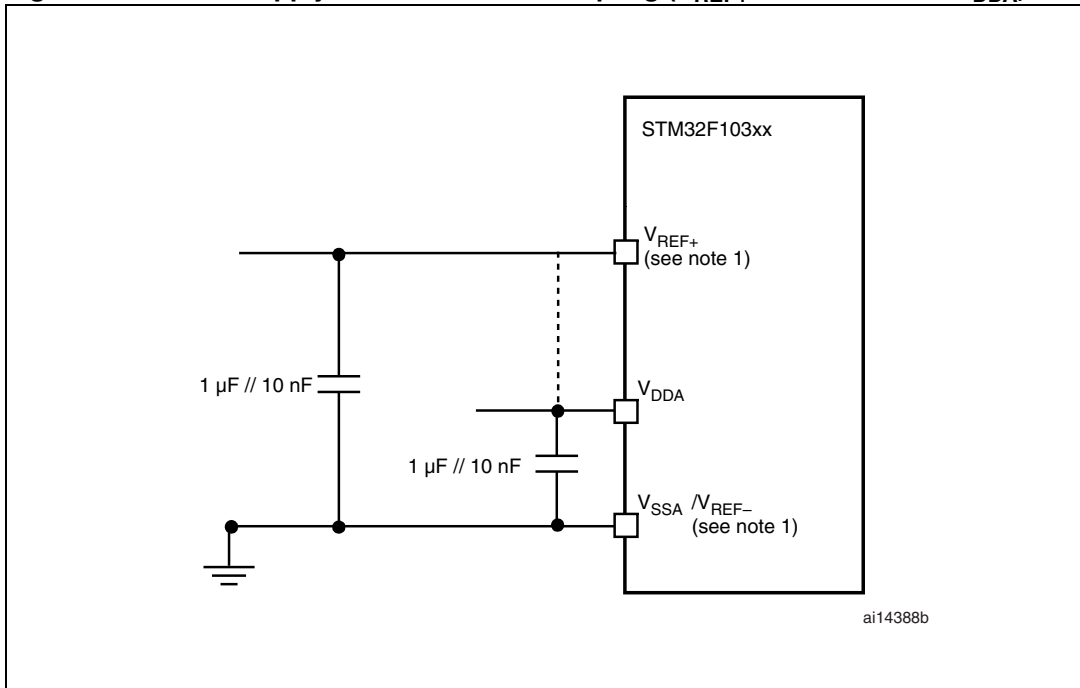 STM32F103xx
VREF+
(see note 1)
1 µF // 10 nF
VDDA
1 µF // 10 nF
VSSA /VREF–
(see note 1)
ai14388b